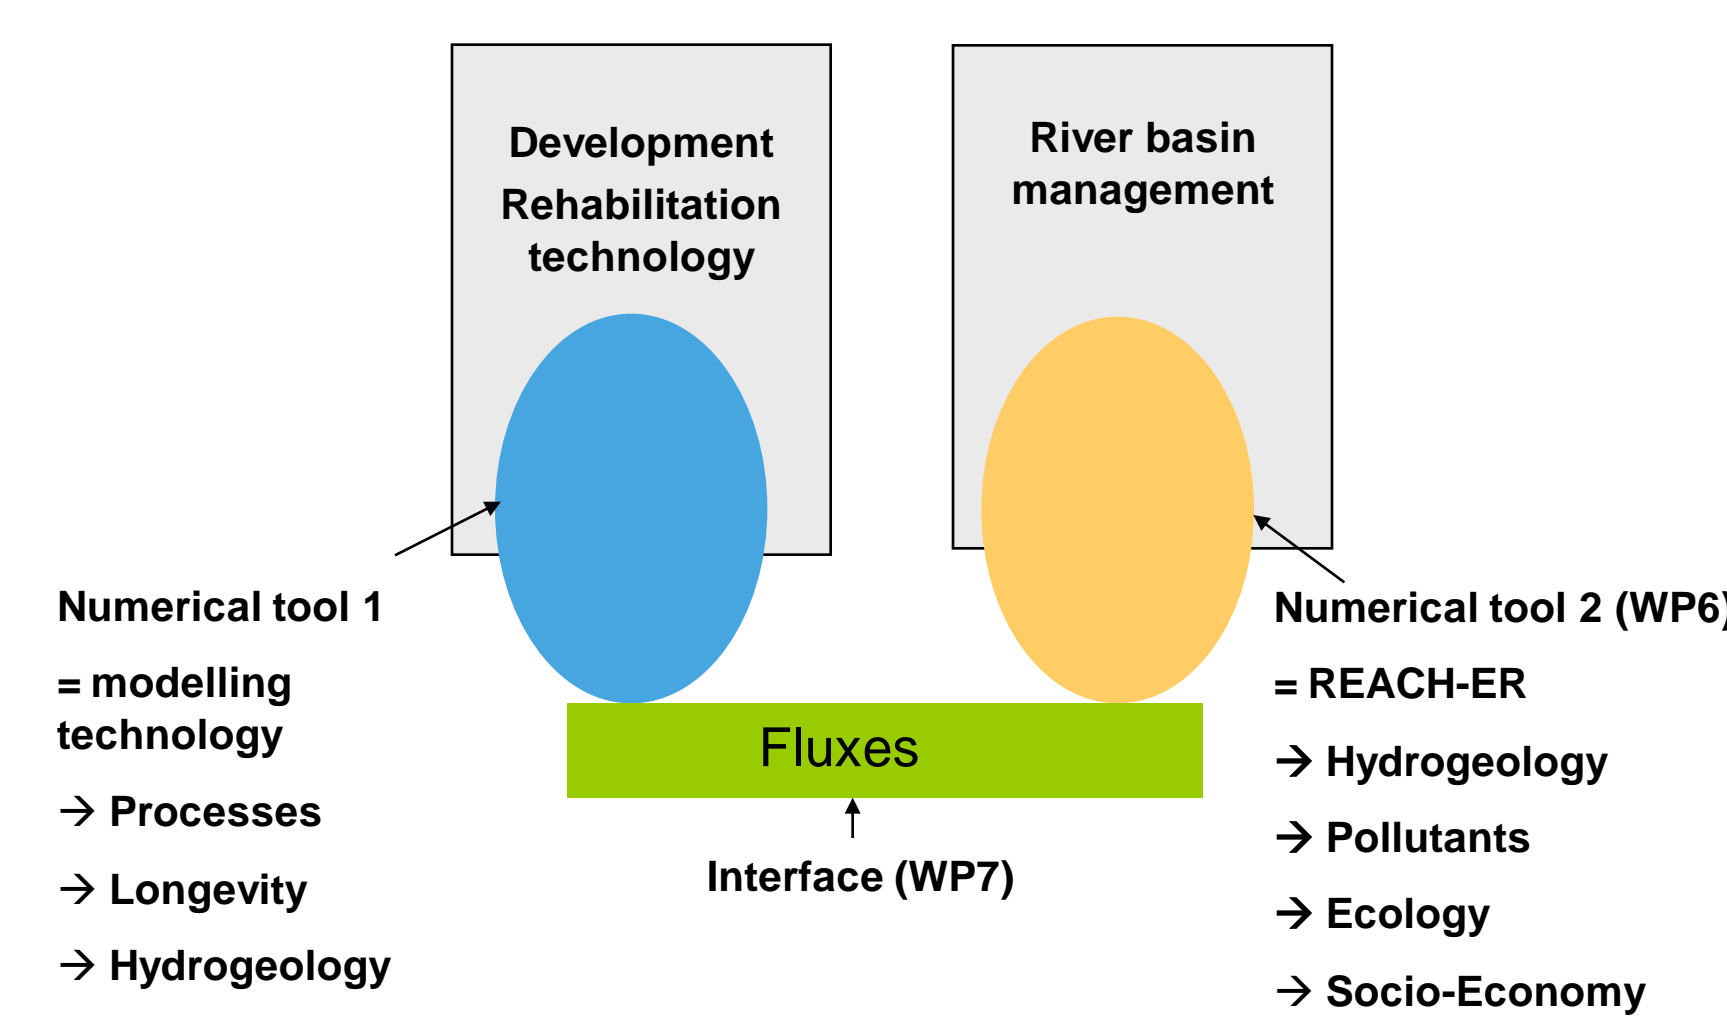 Development
Rehabilitation
technology
River basin
management
Numerical tool 1
= modelling
technology
→ Processes
→ Longevity
→ Hydrogeology
Fluxes
Interface (WP7)
Numerical tool 2 (WP6)
= REACH-ER
→ Hydrogeology
→ Pollutants
→ Ecology
→ Socio-Economy